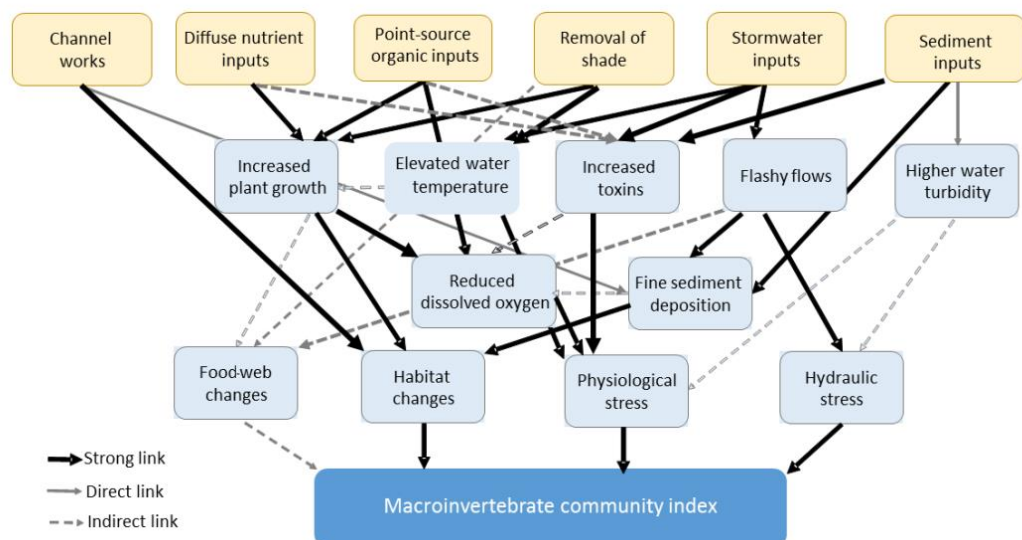 Channel
works
Diffuse nutrient
inputs
Point-source
organic inputs
Removal of
shade
Stormwater
inputs
Sediment
inputs
Increased
plant growth
Elevated water
temperature
Increased
toxins
Flashy flows
Higher water
turbidity
Reduced
dissolved oxygen
Fine sediment
deposition
Food-web
changes
Habitat
changes
Physiological
stress
Hydraulic
stress
Strong link
Direct link
Indirect link
Macroinvertebrate community index